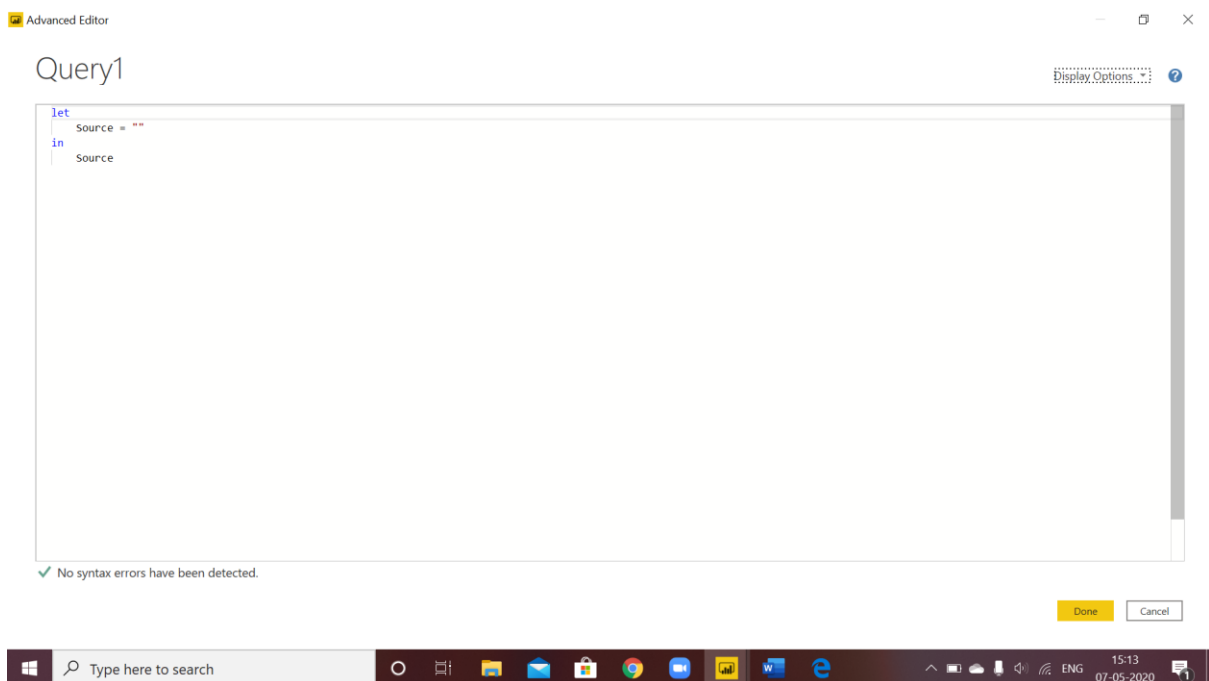 Advanced Editor
Query1
Display Options
let
Source = ""
in
Source
No syntax errors have been detected.
Done Cancel
Type here to search
ENG
15:13
07-05-2020